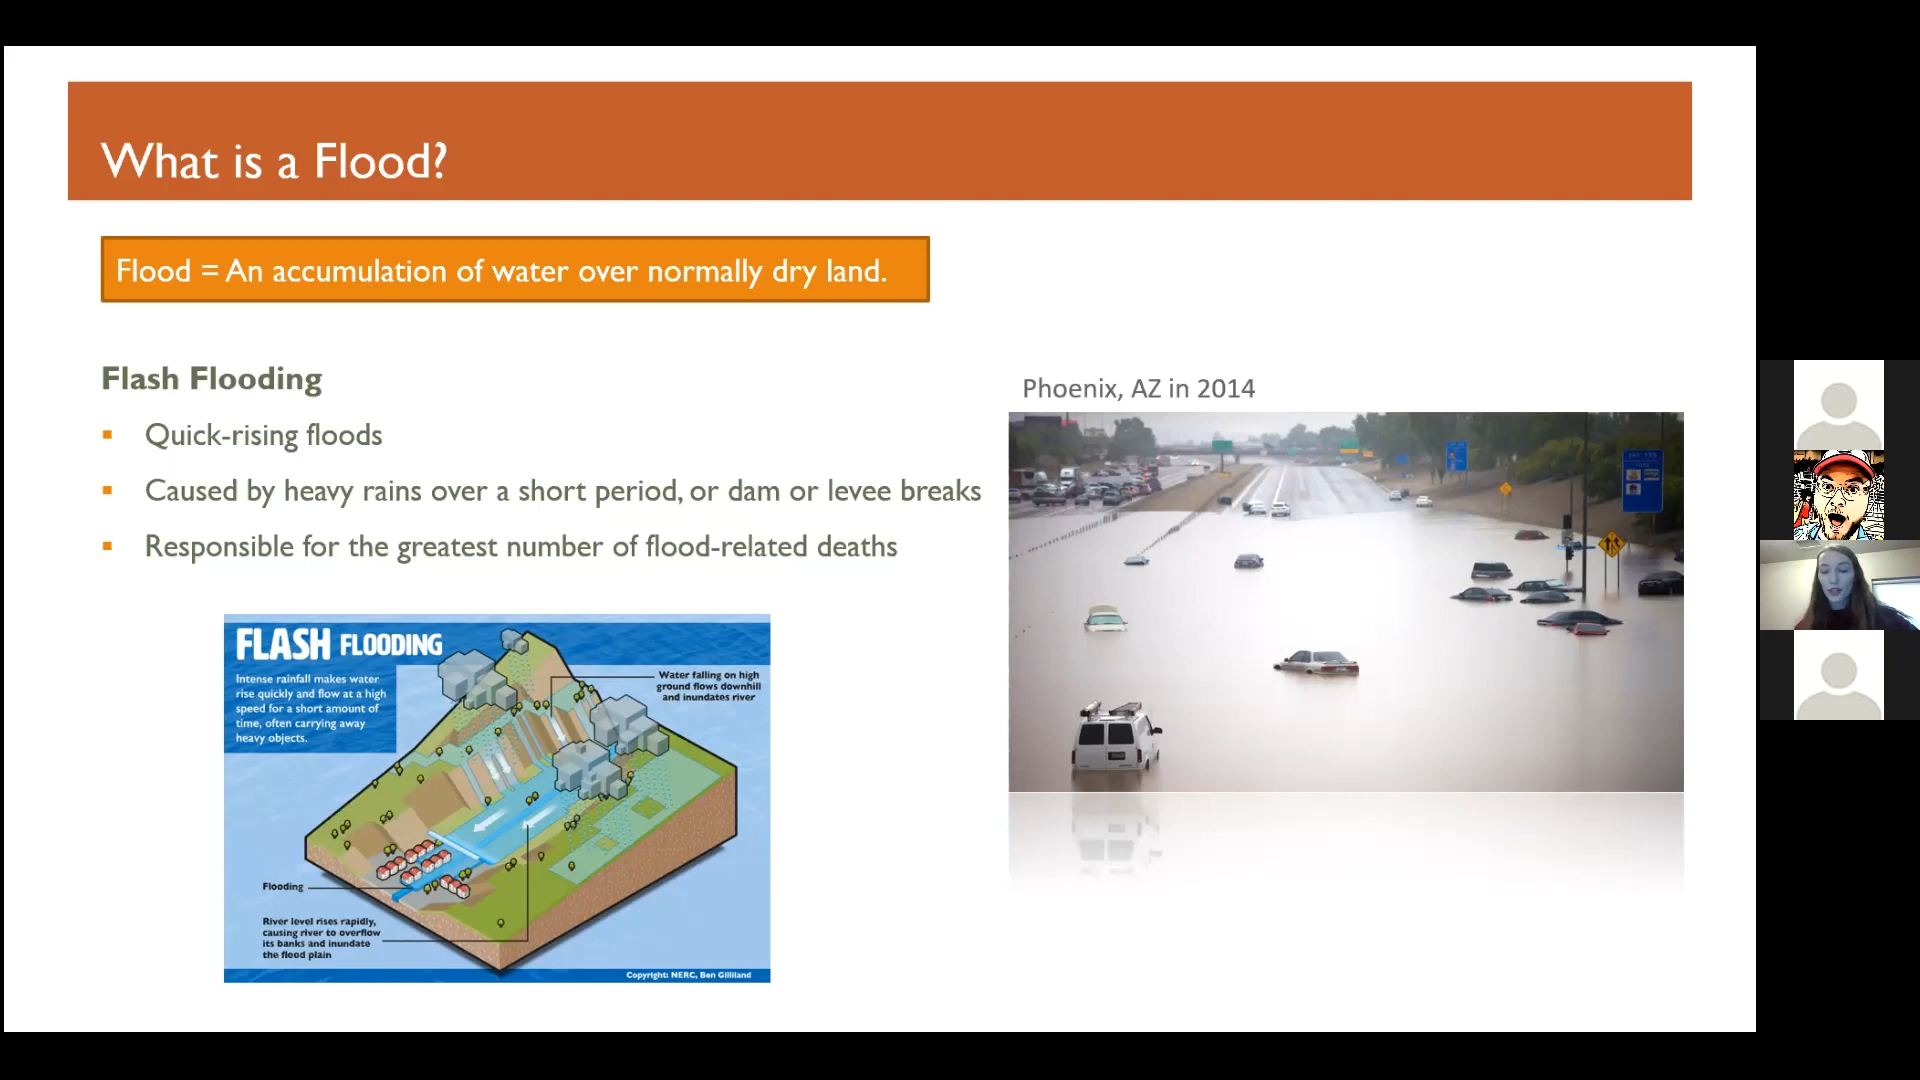 What is a Flood?
Flood = An accumulation of water over normally dry land.
Flash Flooding
Quick-rising floods
Caused by heavy rains over a short period, or dam or levee breaks
Responsible for the greatest number of flood-related deaths
Phoenix, AZ in 2014
FLASH FLOODING
Intense rainfall makes water
rise quickly and flow at a high
speed for a short amount of
time, often carrying away
heavy objects.
Water falling on high
ground flows downhill
and inundates river
Flooding
River level rises rapidly,
causing river to overflow
its banks and inundate
the flood plain
Copyright: NERC, Ben Gilliland